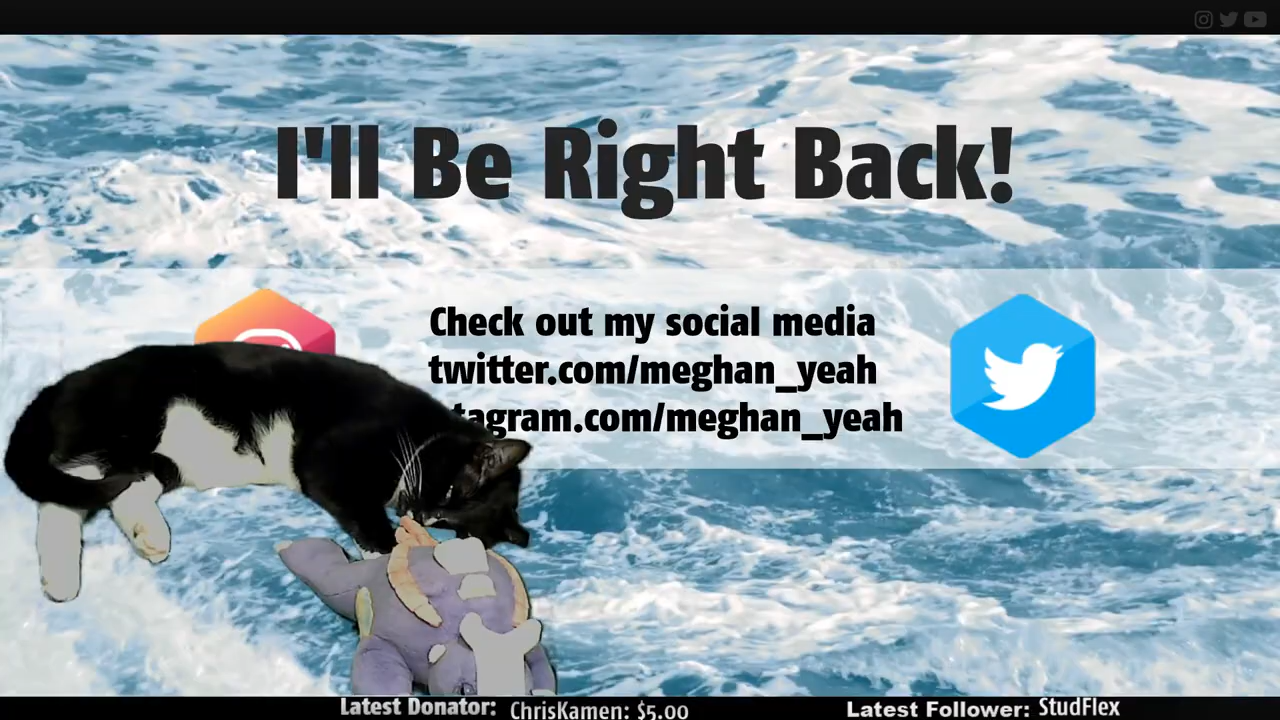 I'll Be Right Back!
Check out my social media
twitter.com/meghan_yeah
tagram.com/meghan_yeah
Latest Donator: ChrisKamen: $5.00
Latest Follower: StudFlex